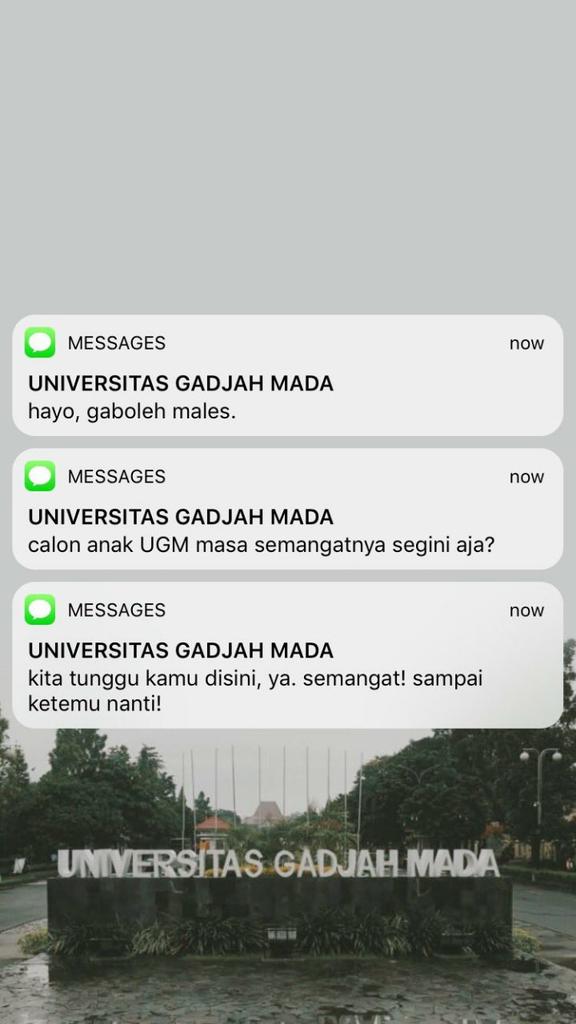 MESSAGES now
UNIVERSITAS GADJAH MADA
hayo, gaboleh males.
MESSAGES now
UNIVERSITAS GADJAH MADA
calon anak UGM masa semangatnya segini aja?
MESSAGES now
UNIVERSITAS GADJAH MADA
kita tunggu kamu disini, ya. semangat! sampai
ketemu nanti!
UNIVERSITAS GADJAH MADA